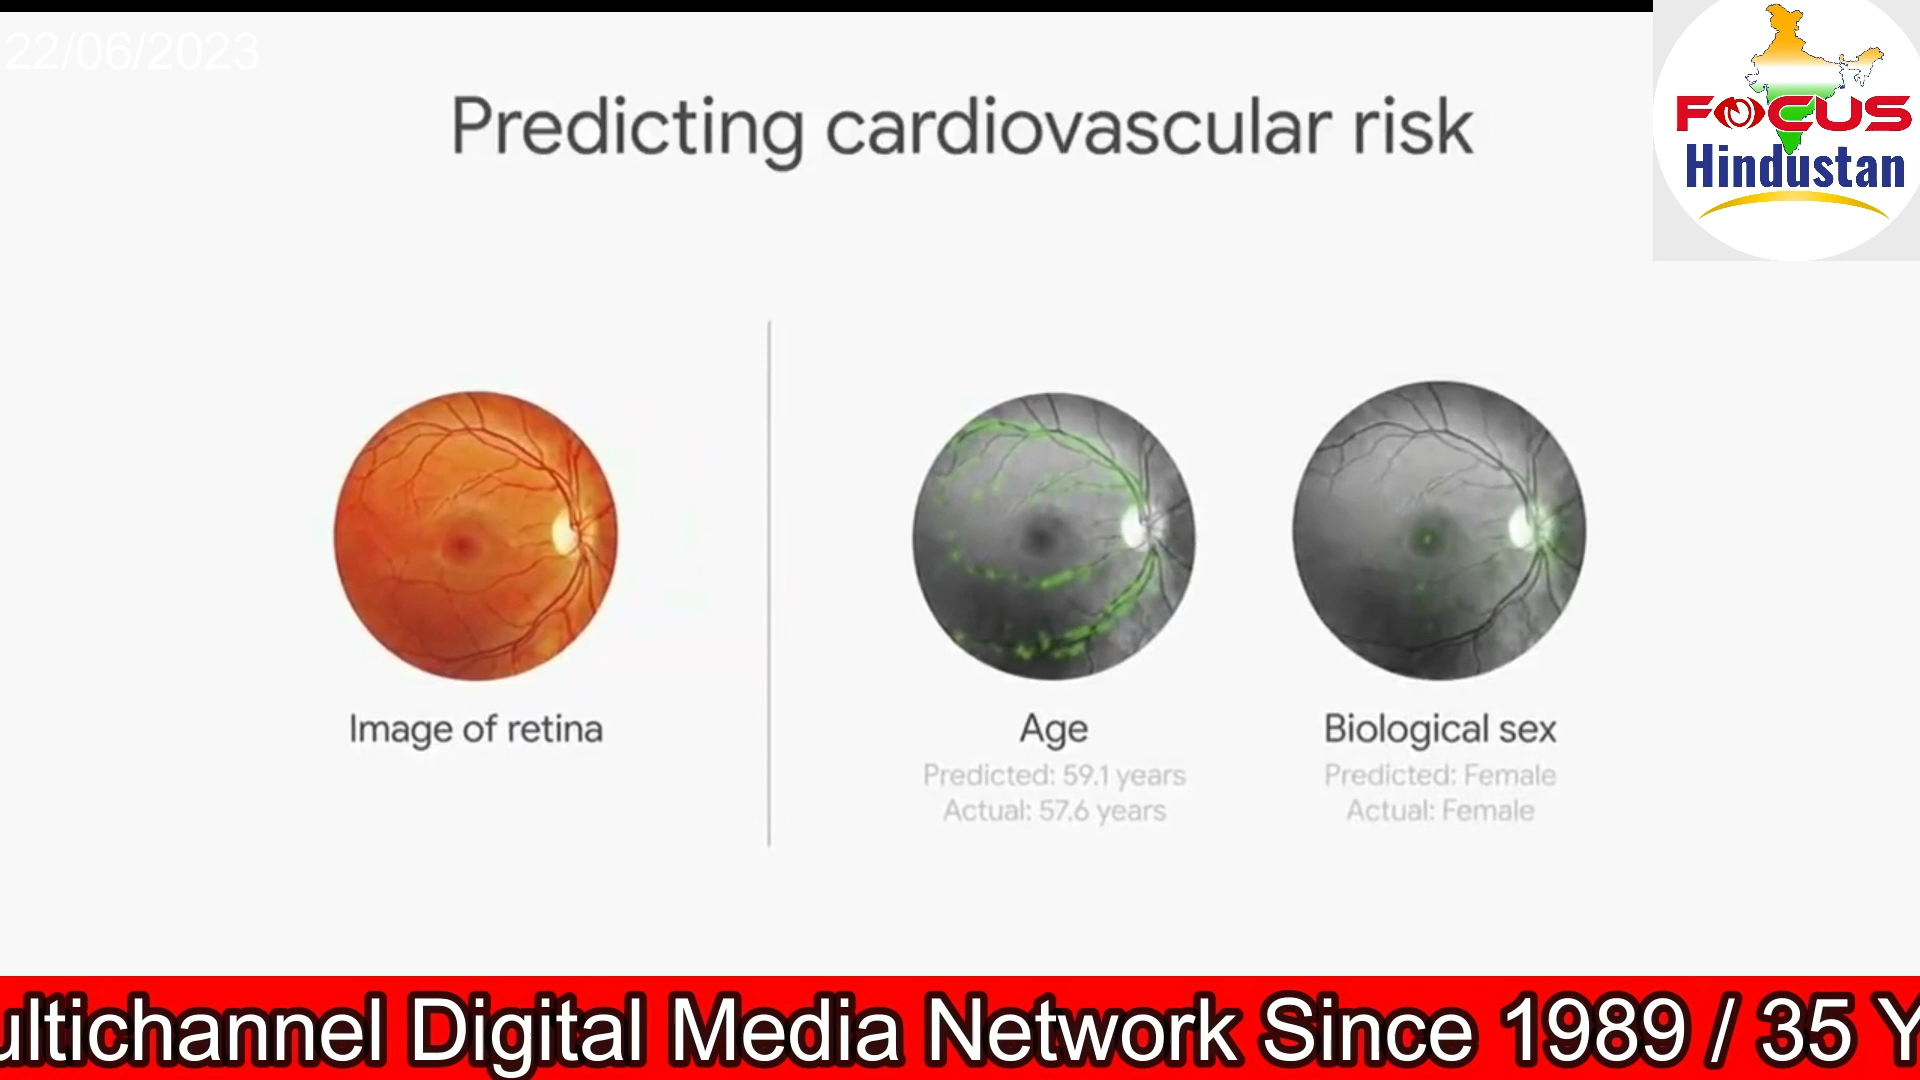 22/06/2023
Predicting cardiovascular risk
FOCUS
Hindustan
Image of retina
Age
Predicted: 59.1 years
Actual: 57.6 years
Biological sex
Predicted: Female
Actual: Female
ultichannel Digital Media Network Since 1989 / 35 Y